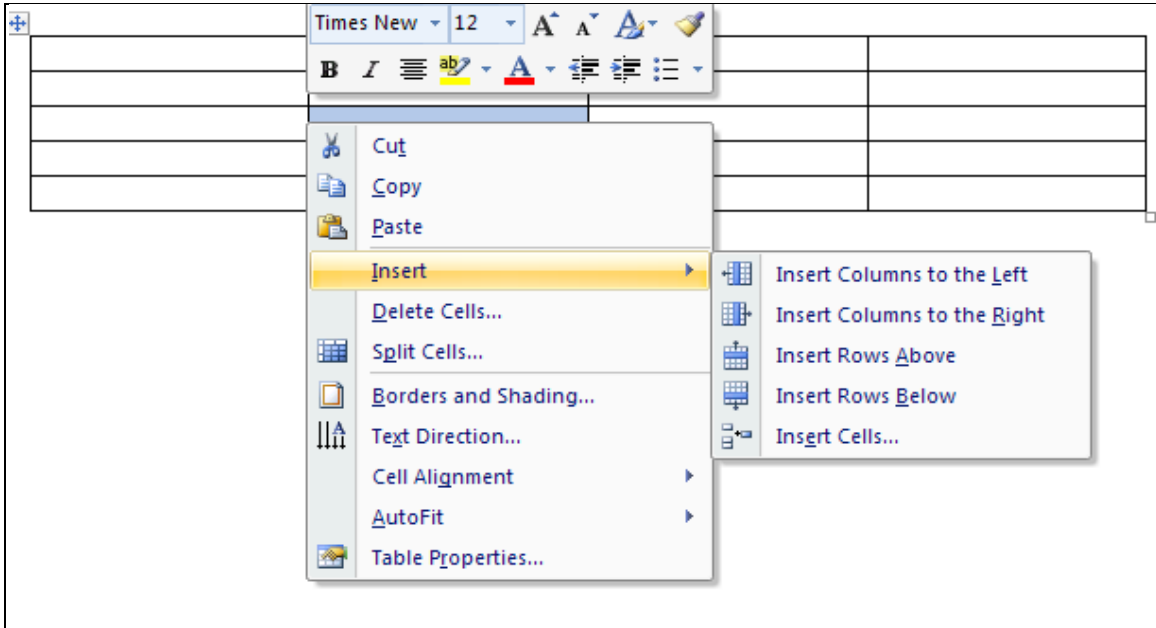 Times New 12 A A A
B I ab A
Cut
Copy
Paste
Insert
Delete Cells...
Split Cells...
Borders and Shading...
A Text Direction...
Cell Alignment
AutoFit
Table Properties...
Insert Columns to the Left
Insert Columns to the Right
Insert Rows Above
Insert Rows Below
Insert Cells...